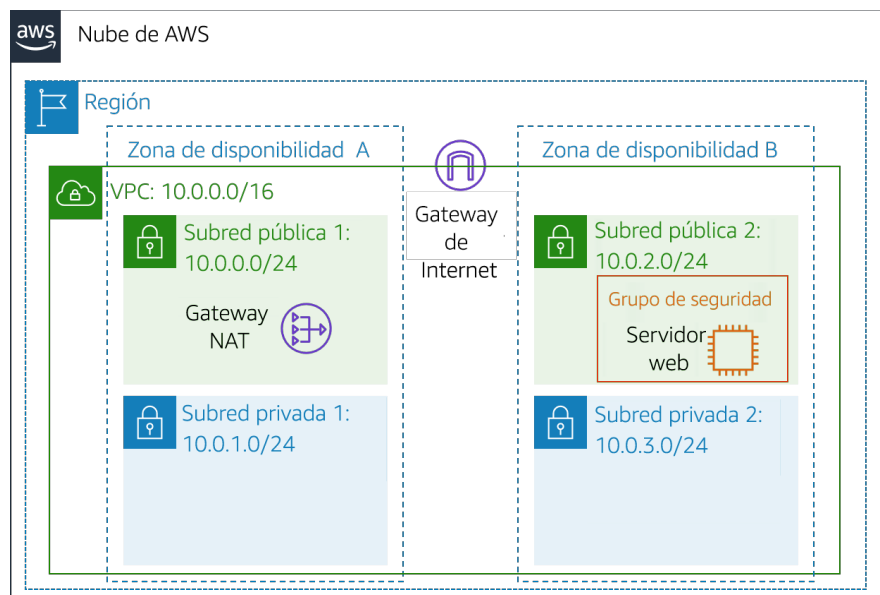 aws
Nube de AWS
Región
Zona de disponibilidad A
Zona de disponibilidad B
VPC: 10.0.0.0/16
Gateway
de
Internet
Subred pública 1:
10.0.0.0/24
Gateway
NAT
Subred pública 2:
10.0.2.0/24
Grupo de seguridad
Servidor
web
Subred privada 1:
10.0.1.0/24
Subred privada 2:
10.0.3.0/24